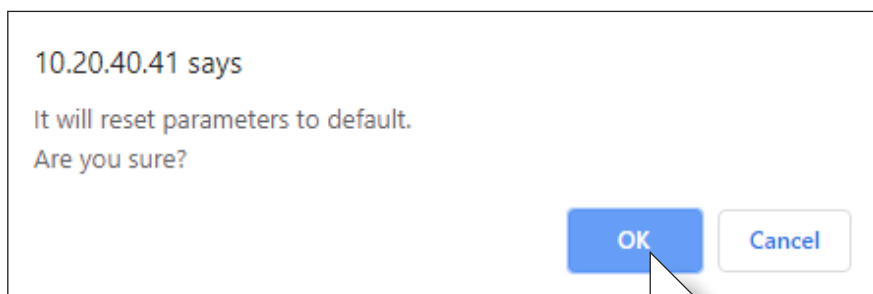 10.20.40.41 says
It will reset parameters to default.
Are you sure?
OK
Cancel